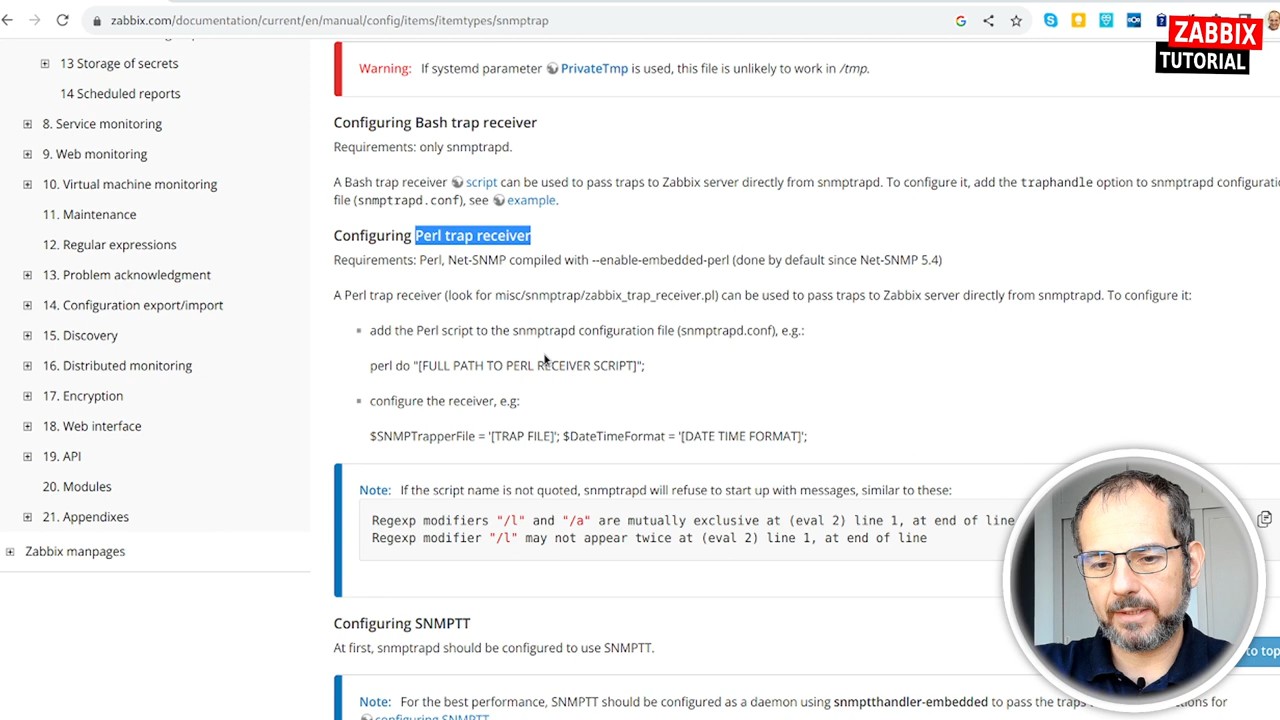 zabbix.com/documentation/current/en/manual/config/items/itemtypes/snmptrap
ZABBIX
TUTORIAL
13 Storage of secrets
14 Scheduled reports
8. Service monitoring
9. Web monitoring
10. Virtual machine monitoring
11. Maintenance
12. Regular expressions
13. Problem acknowledgment
14. Configuration export/import
15. Discovery
16. Distributed monitoring
17. Encryption
18. Web interface
19. API
20. Modules
21. Appendixes
Zabbix manpages
Warning: If systemd parameter PrivateTmp is used, this file is unlikely to work in /tmp.
Configuring Bash trap receiver
Requirements: only snmptrapd.
A Bash trap receiver script can be used to pass traps to Zabbix server directly from snmptrapd. To configure it, add the traphandle option to snmptrapd
file (snmptrapd.conf), see example.
Configuring Perl trap receiver
Requirements: Perl, Net-SNMP compiled with --enable-embedded-perl (done by default since Net-SNMP 5.4)
A Perl trap receiver (look for misc/snmptrap/zabbix_trap_receiver.pl) can be used to pass traps to Zabbix server directly from snmptrapd. To configure it:
add the Perl script to the snmptrapd configuration file (snmptrapd.conf), e.g.:
perl do "[FULL PATH TO PERL RECEIVER SCRIPT]";
configure the receiver, e.g:
$SNMPTrapperFile = '[TRAP FILE]'; $DateTimeFormat = '[DATE TIME FORMAT]';
Note: If the script name is not quoted, snmptrapd will refuse to start up with messages, similar to these:
Regexp modifiers "/l" and "/a" are mutually exclusive at (eval 2) line 1, at end of line
Regexp modifier "/l" may not appear twice at (eval 2) line 1, at end of line
Configuring SNMPTT
At first, snmptrapd should be configured to use SNMPTT.
to top
Note: For the best performance, SNMPTT should be configured as a daemon using snmptthandler-embedded to pass the traps
for
configuring SNMPTT